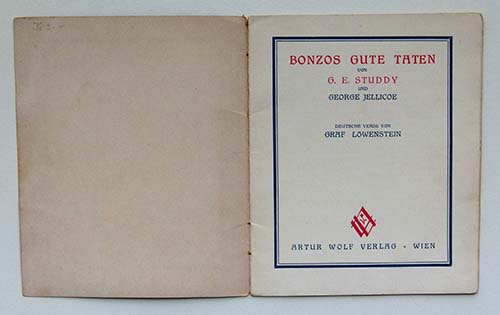 BONZOS GUTE TATEN
VON
G. E. STUDDY
UND
GEORGE JELLICOE
DEUTSCHE VERSE VON
GRAF LÖWENSTEIN
ARTUR WOLF VERLAG · WIEN